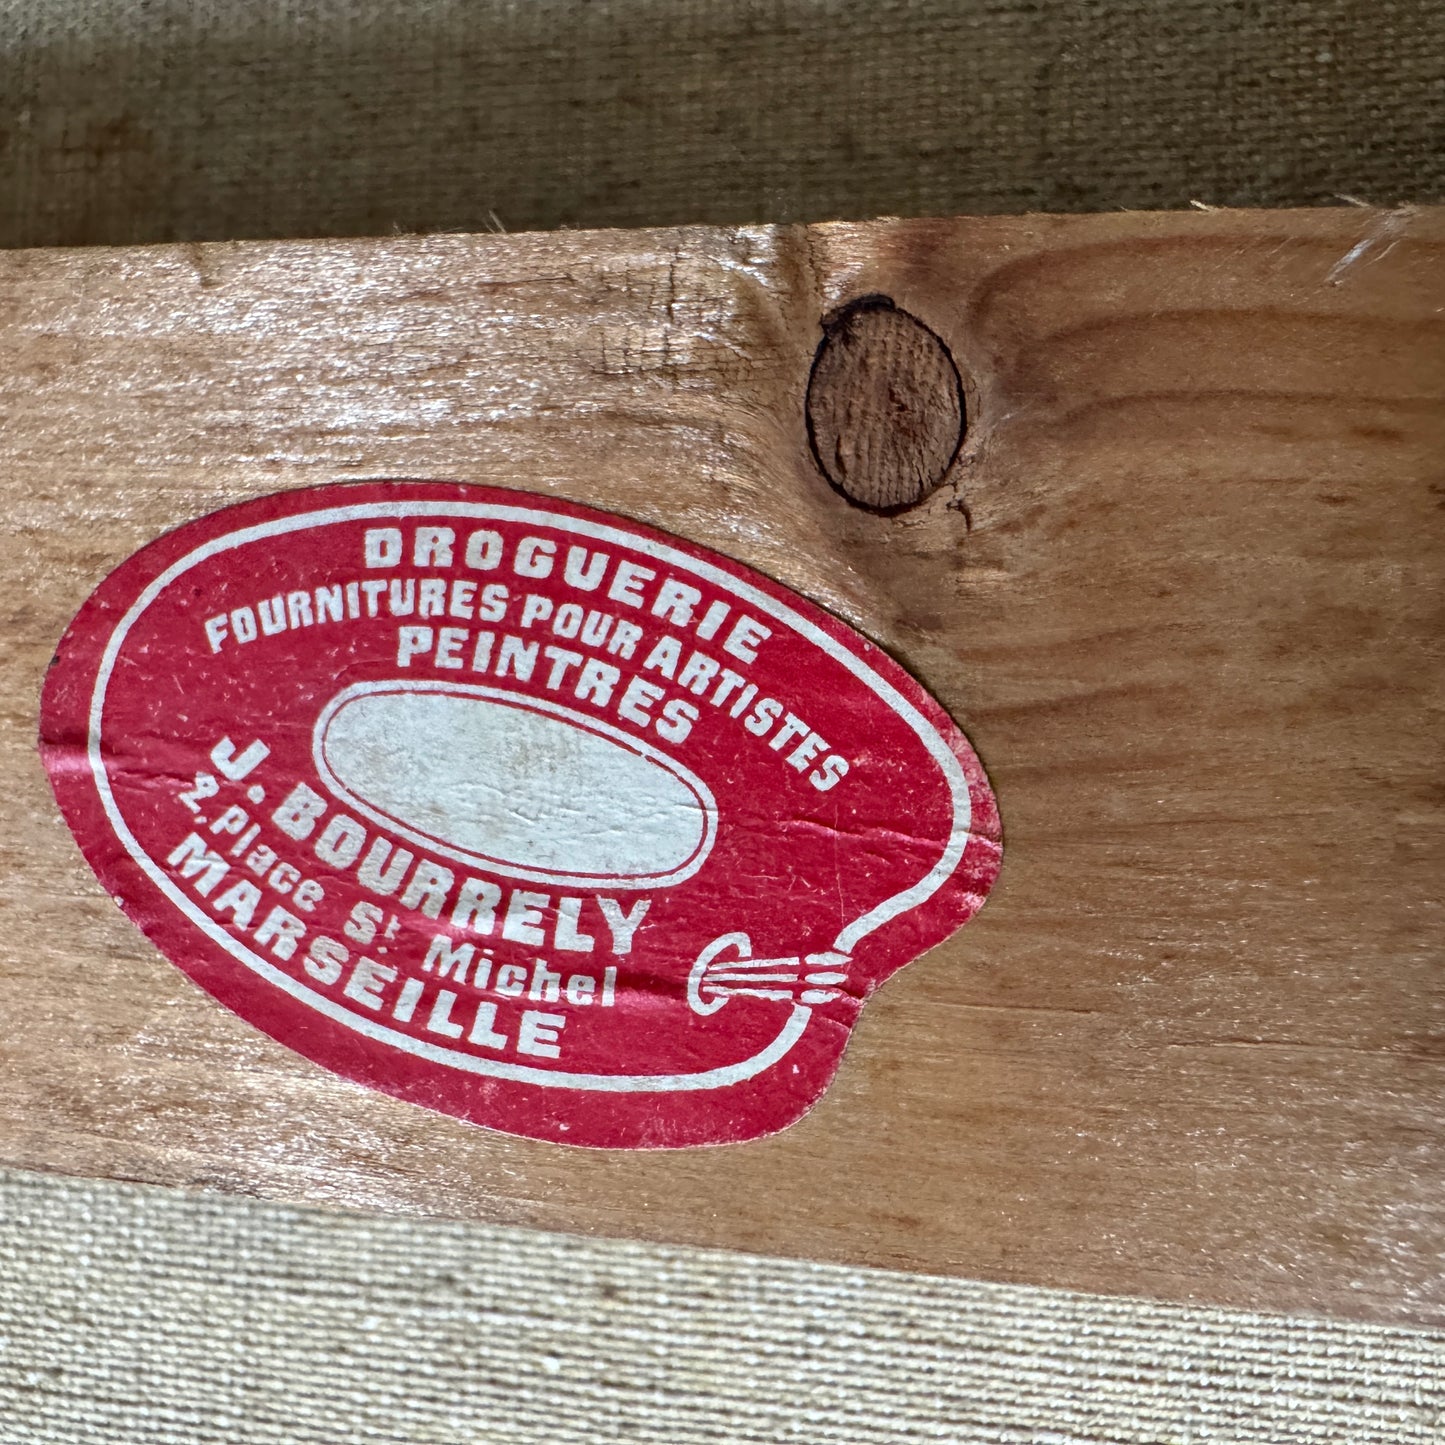 DROGUERIE
FOURNITURES POUR ARTISTES
PEINTRES
J. BOURRELY
2, Place St. Michel
MARSEILLE